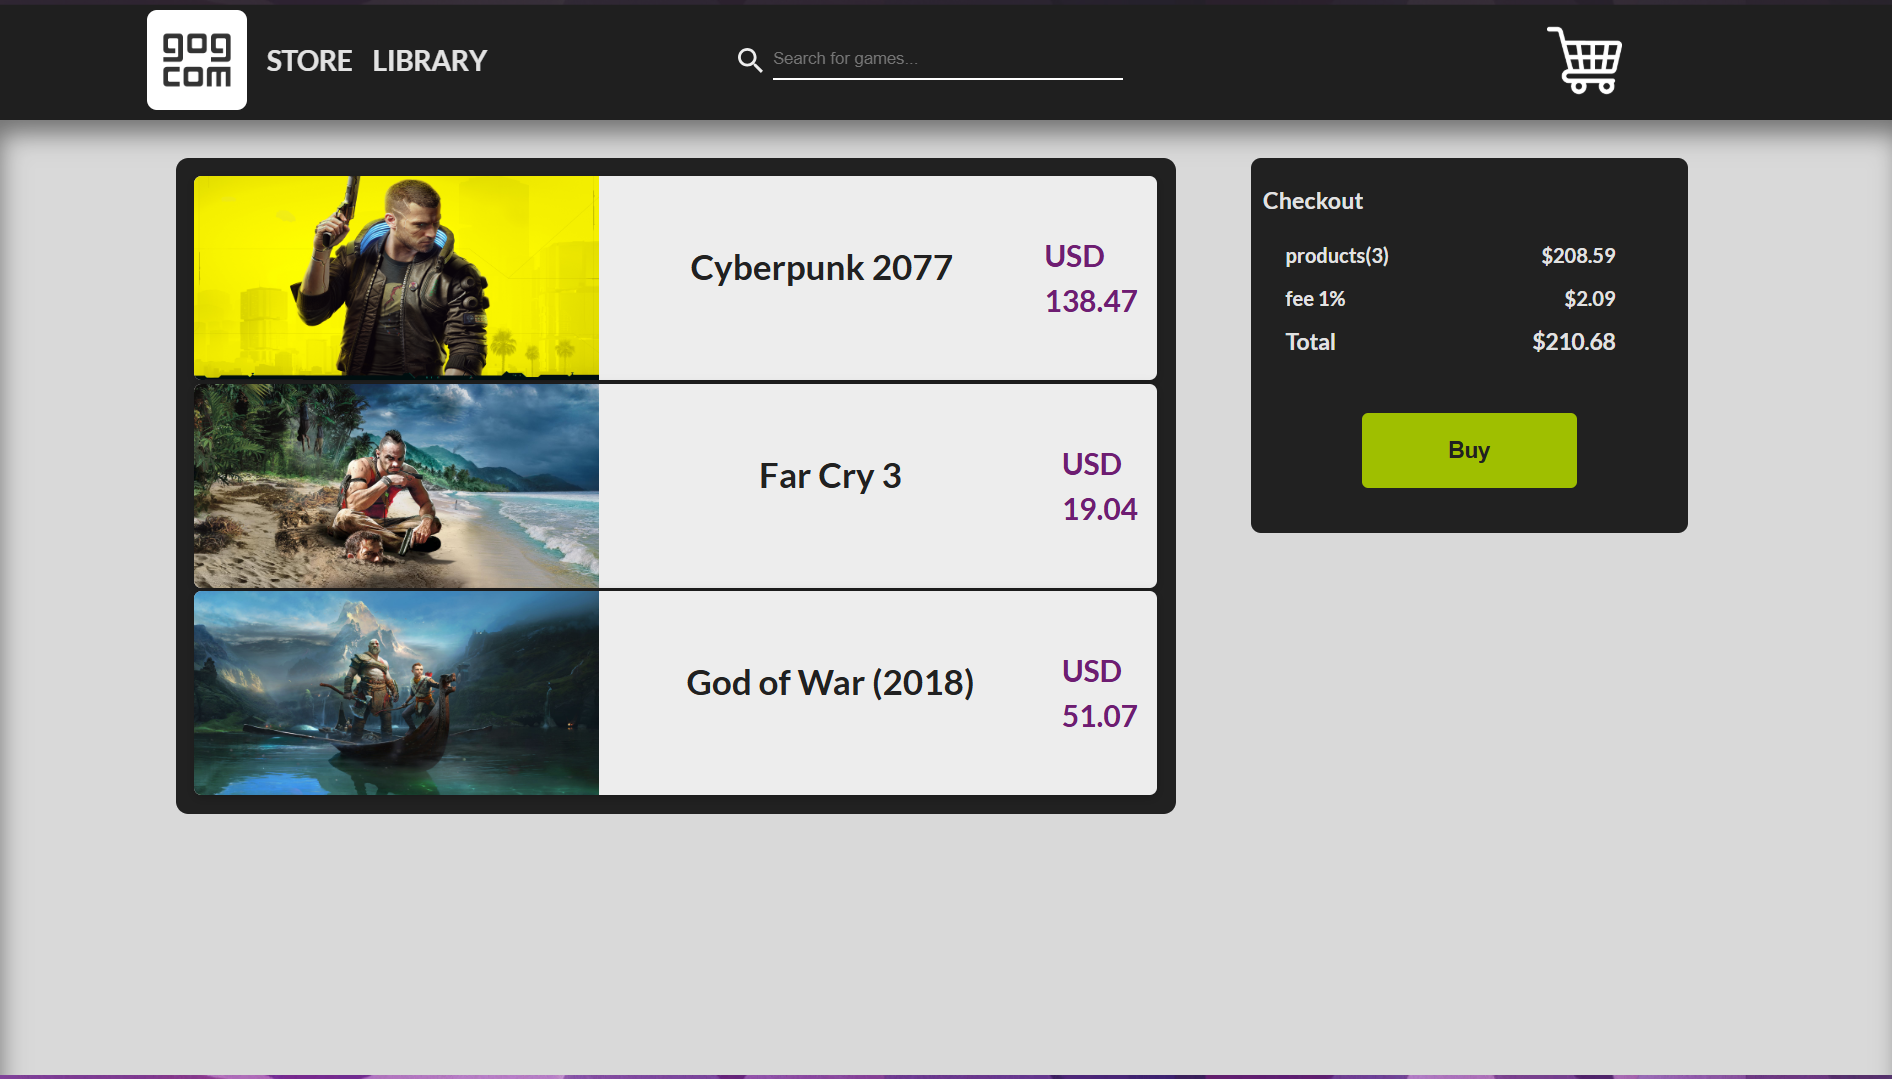 gog
com
STORE LIBRARY
Search for games...
Cyberpunk 2077
USD
138.47
Far Cry 3
USD
19.04
God of War (2018)
USD
51.07
Checkout
products(3) $208.59
fee 1% $2.09
Total $210.68
Buy